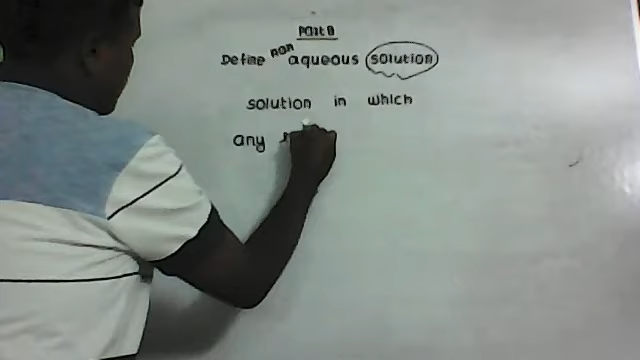 Part B
Define non aqueous solution
solution in which
any